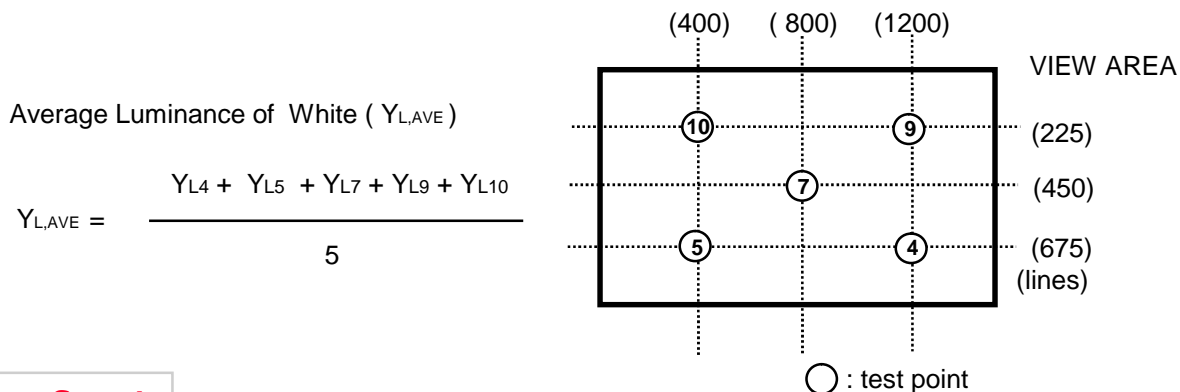 (400) ( 800) (1200)
VIEW AREA
Average Luminance of White ( YL,AVE )
10 9 (225)
YL4 + YL5 + YL7 + YL9 + YL10
7 (450)
YL,AVE =
5
5 4 (675)
(lines)
: test point